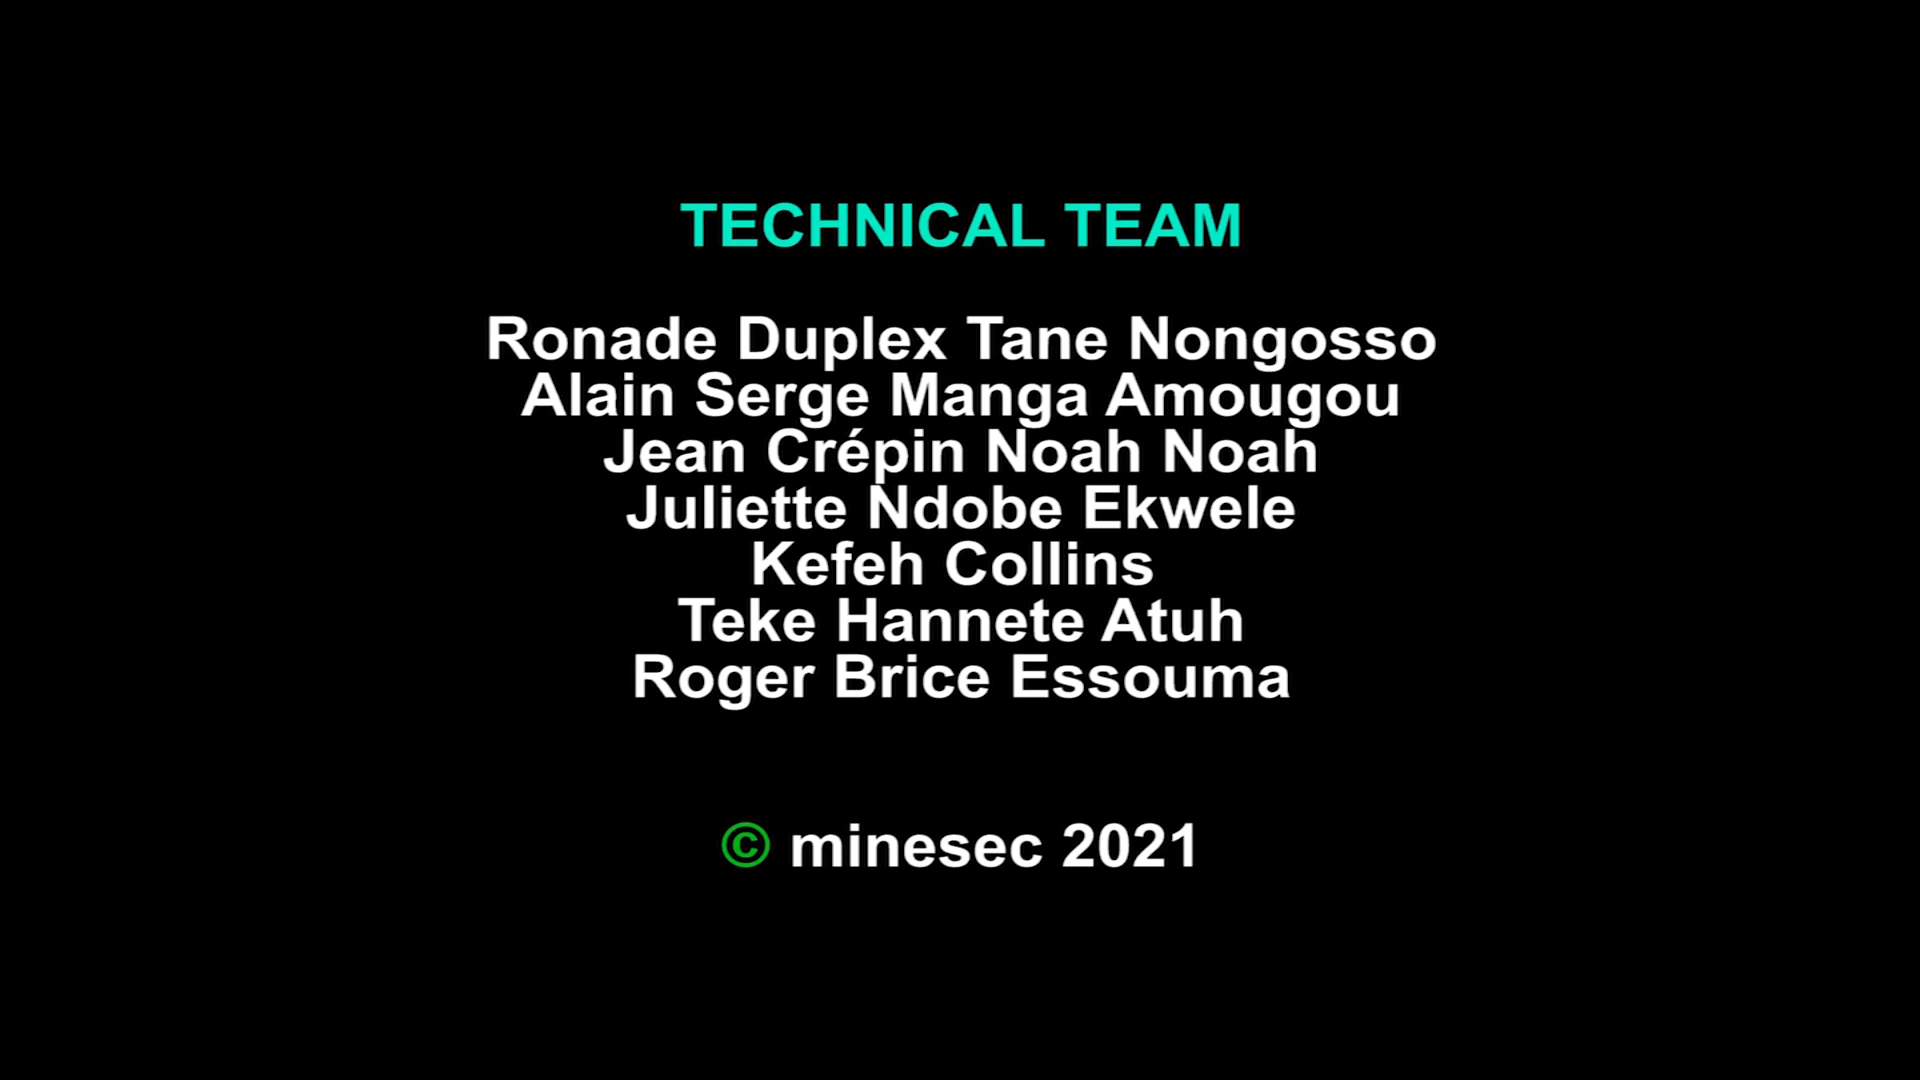 TECHNICAL TEAM
Ronade Duplex Tane Nongosso
Alain Serge Manga Amougou
Jean Crépin Noah Noah
Juliette Ndobe Ekwele
Kefeh Collins
Teke Hannete Atuh
Roger Brice Essouma
© minesec 2021